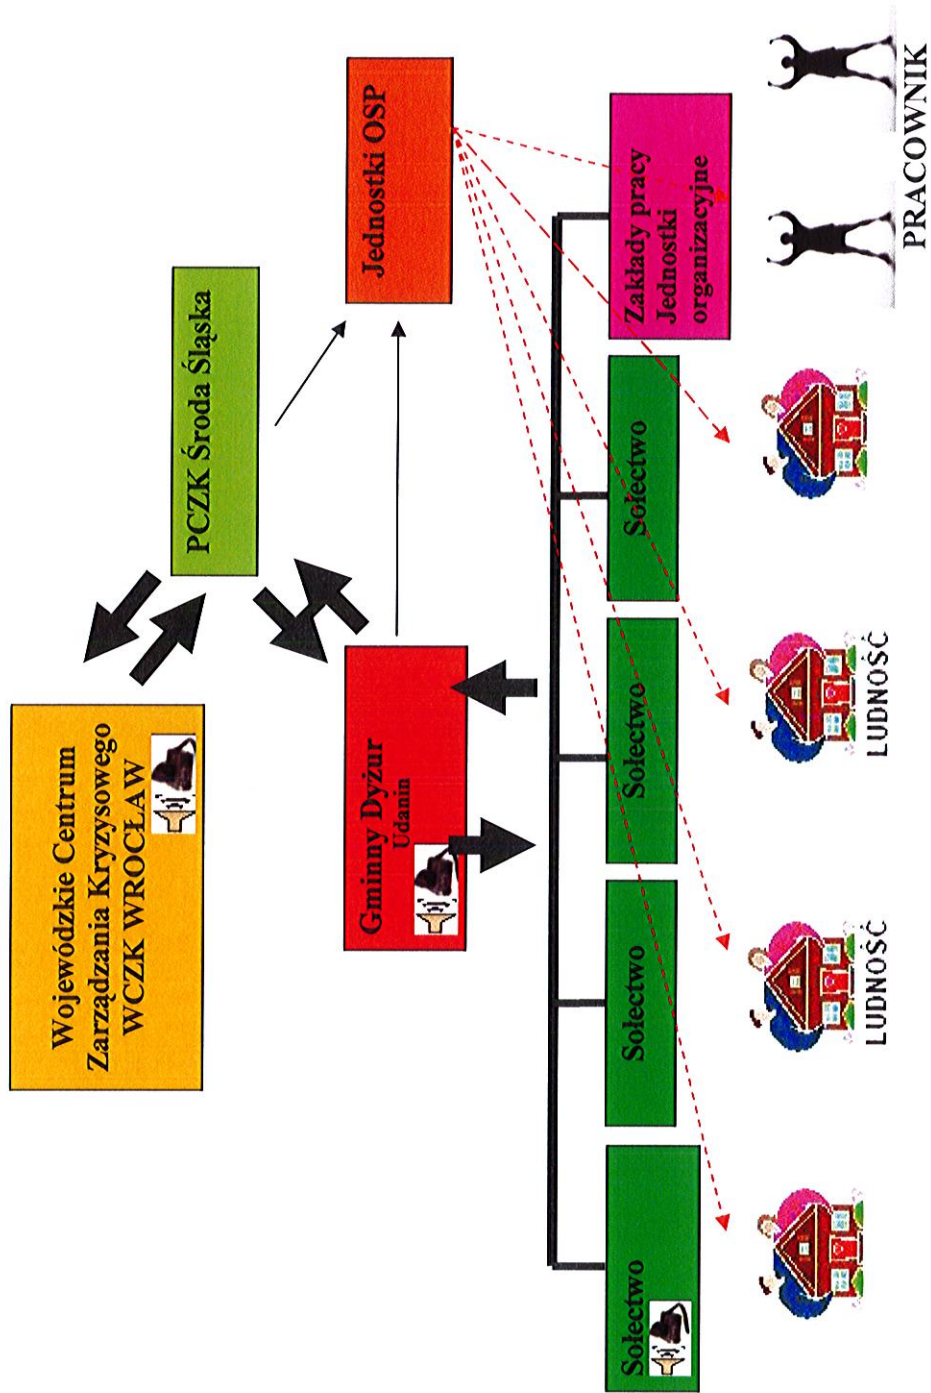 Wojewódzkie Centrum
Zarządzania Kryzysowego
WCZK WROCŁAW
PCZK Środa Śląska
Gminny Dyżur
Udanin
Jednostki OSP
Sołectwo
Sołectwo
Sołectwo
Sołectwo
Zakłady pracy
Jednostki
organizacyjne
LUDNOŚĆ
LUDNOŚĆ
PRACOWNIK